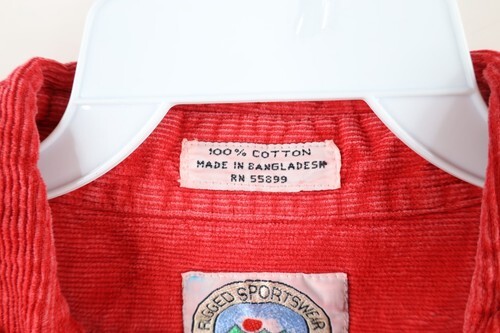 100% COTTON
MADE IN BANGLADESH
RN 55899
RUGGED SPORTSWEAR